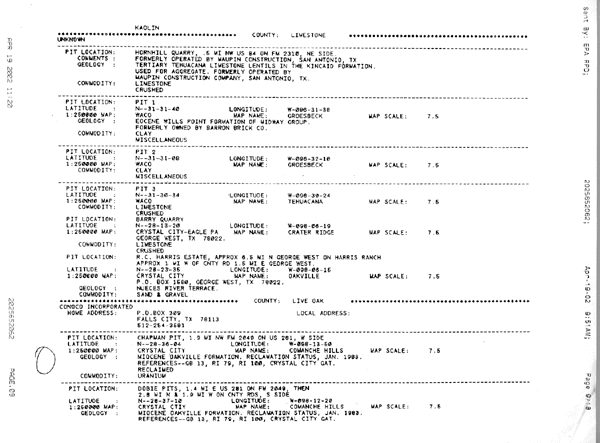 KAOLIN
COUNTY: LIMESTONE
UNKNOWN
PIT LOCATION: HORNHILL QUARRY, .5 MI NW US 84 ON FM 2310, NE SIDE.
COMMENTS : FORMERLY OPERATED BY MAUPIN CONSTRUCTION, SAN ANTONIO, TX
GEOLOGY : TERTIARY TEHUACANA LIMESTONE LENTILS IN THE KINCAID FORMATION.
USED FOR AGGREGATE. FORMERLY OPERATED BY
MAUPIN CONSTRUCTION COMPANY, SAN ANTONIO, TX.
COMMODITY: LIMESTONE
CRUSHED
PIT LOCATION: PIT 1
LATITUDE : N--31-31-40 LONGITUDE: W-096-31-36
1:250000 MAP: WACO MAP NAME: GROESBECK MAP SCALE: 7.5
GEOLOGY : EOCENE WILLS POINT FORMATION OF MIDWAY GROUP.
FORMERLY OWNED BY BARRON BRICK CO.
COMMODITY: CLAY
MISCELLANEOUS
PIT LOCATION: PIT 2
LATITUDE : N--31-31-08 LONGITUDE: W-096-32-10
1:250000 MAP: WACO MAP NAME: GROESBECK MAP SCALE: 7.5
COMMODITY: CLAY
MISCELLANEOUS
PIT LOCATION: PIT 3
LATITUDE : N--31-30-34 LONGITUDE: W-096-30-24
1:250000 MAP: WACO MAP NAME: TEHUACANA MAP SCALE: 7.5
COMMODITY: LIMESTONE
CRUSHED
PIT LOCATION: BARRY QUARRY
LATITUDE : N--28-13-20 LONGITUDE: W-098-06-19
1:250000 MAP: CRYSTAL CITY-EAGLE PA MAP NAME: CRATER RIDGE MAP SCALE: 7.5
GEORGE WEST, TX 78022.
COMMODITY: LIMESTONE
CRUSHED
PIT LOCATION: R.C. HARRIS ESTATE, APPROX 6.5 MI N GEORGE WEST ON HARRIS RANCH
APPROX 1 MI W OF CNTY RD 1.5 MI E GEORGE WEST.
LATITUDE : N--28-23-35 LONGITUDE: W-098-06-15
1:250000 MAP: CRYSTAL CITY MAP NAME: OAKVILLE MAP SCALE: 7.5
P.O. BOX 1560, GEORGE WEST, TX 78022.
GEOLOGY : NUECES RIVER TERRACE.
COMMODITY: SAND & GRAVEL
COUNTY: LIVE OAK
CONOCO INCORPORATED
HOME ADDRESS: P.O.BOX 309 LOCAL ADDRESS:
FALLS CITY, TX 78113
512-254-3581
PIT LOCATION: CHAPMAN PIT, 1.9 MI NW FM 2049 ON US 281, W SIDE
LATITUDE : N--28-36-04 LONGITUDE: W-098-13-50
1:250000 MAP: CRYSTAL CITY MAP NAME: COMANCHE HILLS MAP SCALE: 7.5
GEOLOGY : MIOCENE OAKVILLE FORMATION. RECLAMATION STATUS, JAN. 1983.
REFERENCES--GB 13, RI 79, RI 100, CRYSTAL CITY GAT.
RECLAIMED
COMMODITY: URANIUM
PIT LOCATION: DOBIE PITS, 1.4 MI E US 281 ON FM 2049, THEN
2.8 MI N & 1.9 MI W ON CNTY RDS, S SIDE
LATITUDE : N--28-37-10 LONGITUDE: W-098-12-20
1:250000 MAP: CRYSTAL CITY MAP NAME: COMANCHE HILLS MAP SCALE: 7.5
GEOLOGY : MIOCENE OAKVILLE FORMATION. RECLAMATION STATUS, JAN. 1983.
REFERENCES--GB 13, RI 79, RI 100, CRYSTAL CITY GAT.
APR 19 2002 11:20
2025652062
PAGE.09
Sent By: EPA RPD;
2025652062;
Apr-19-02 9:51AM;
Page 9/18